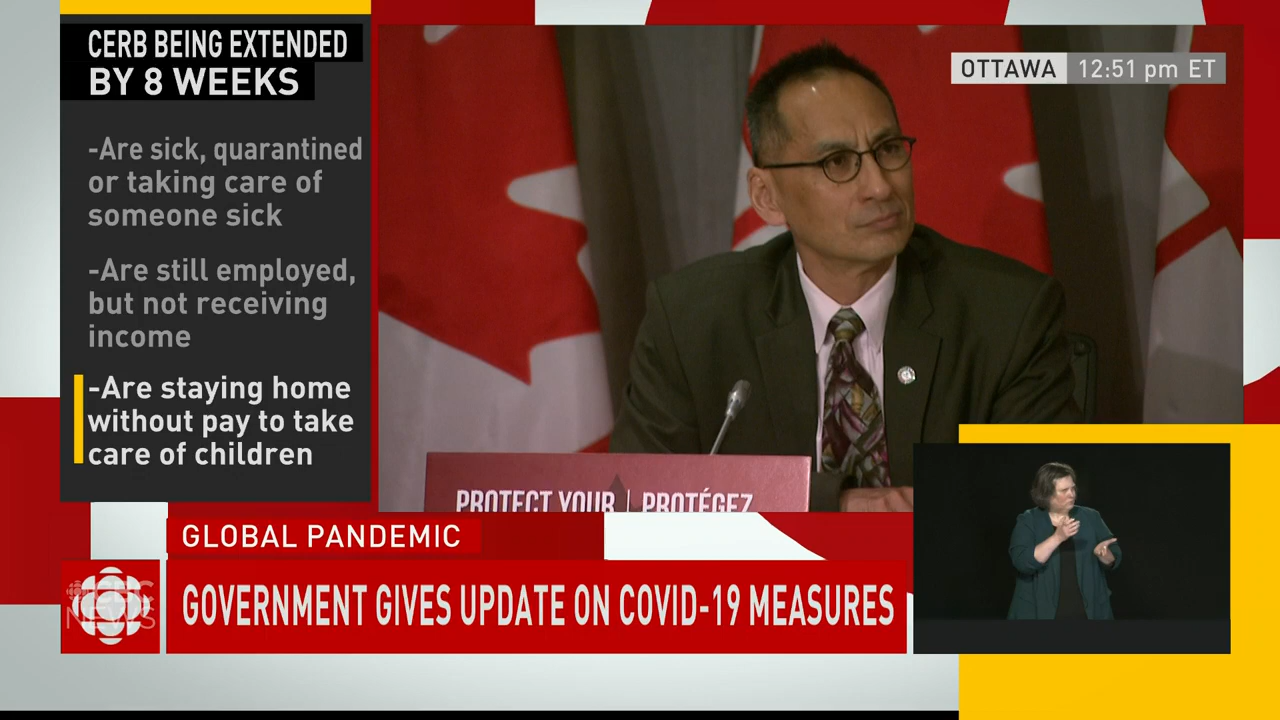 CERB BEING EXTENDED
BY 8 WEEKS
-Are sick, quarantined
or taking care of
someone sick
-Are still employed,
but not receiving
income
-Are staying home
without pay to take
care of children
OTTAWA 12:51 pm ET
PROTECT YOUR | PROTÉGEZ
GLOBAL PANDEMIC
GOVERNMENT GIVES UPDATE ON COVID-19 MEASURES
CBC
NEWS